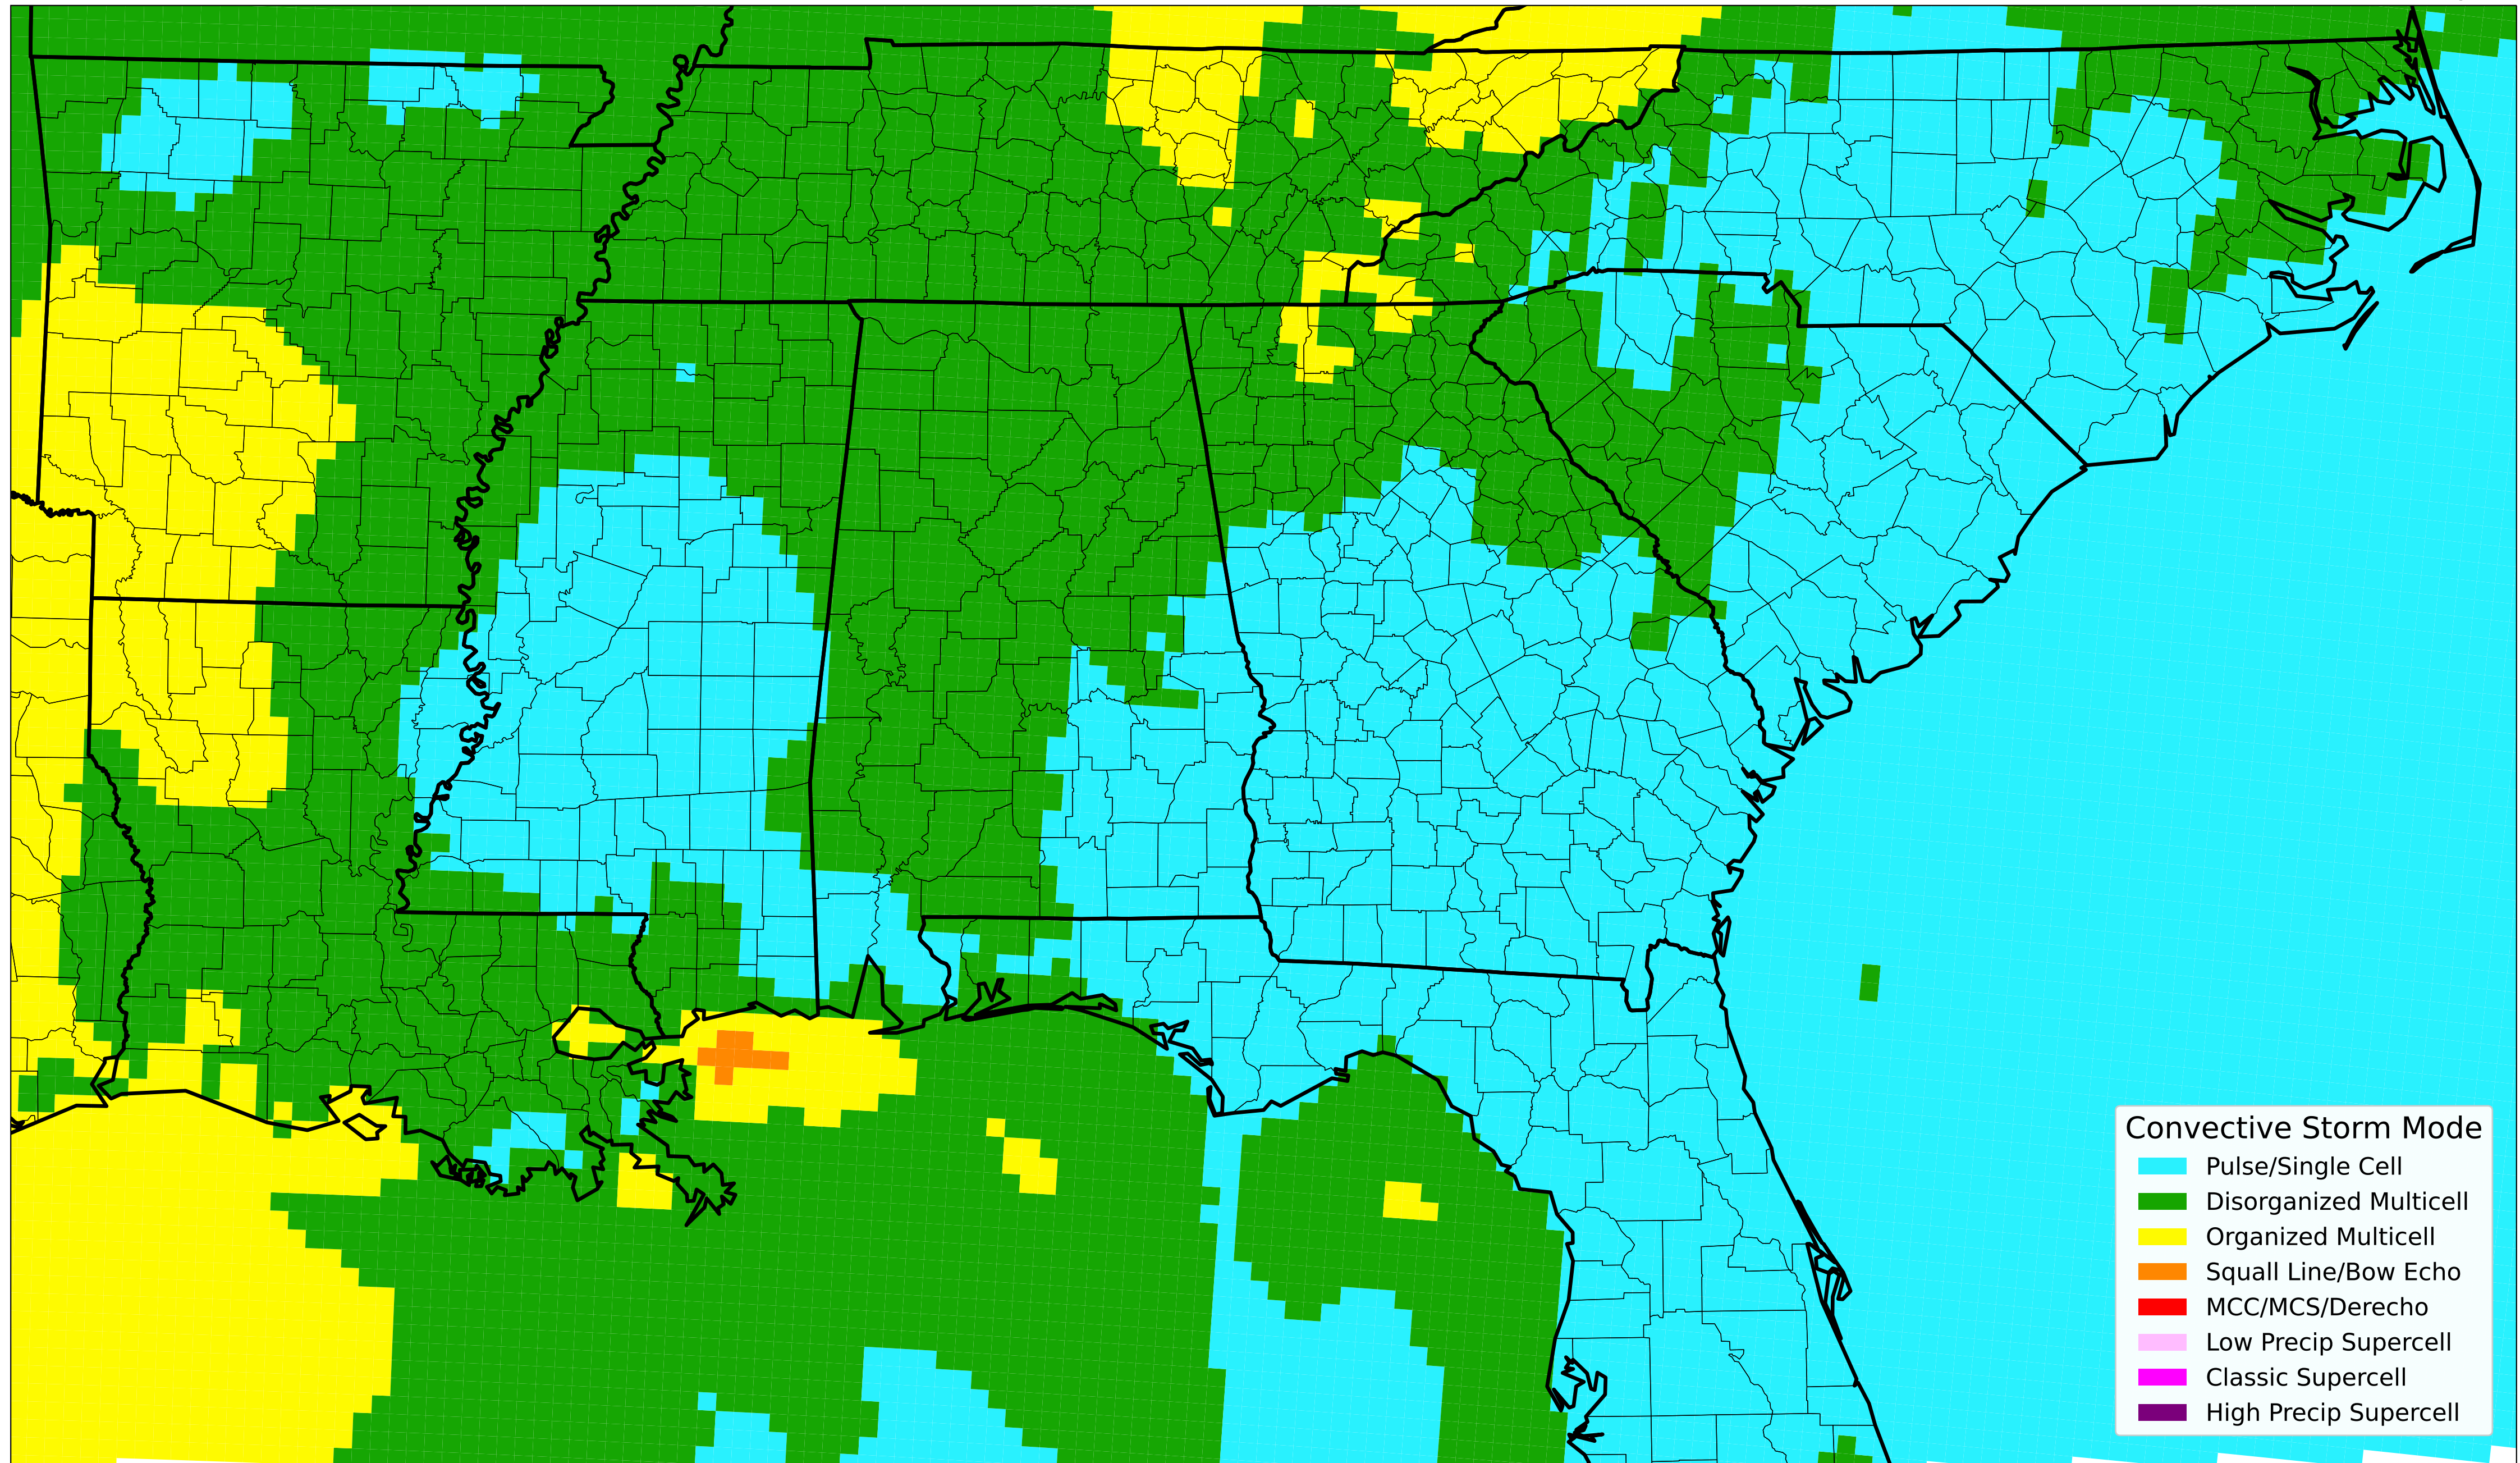 Convective Storm Mode
Pulse/Single Cell
Disorganized Multicell
Organized Multicell
Squall Line/Bow Echo
MCC/MCS/Derecho
Low Precip Supercell
Classic Supercell
High Precip Supercell